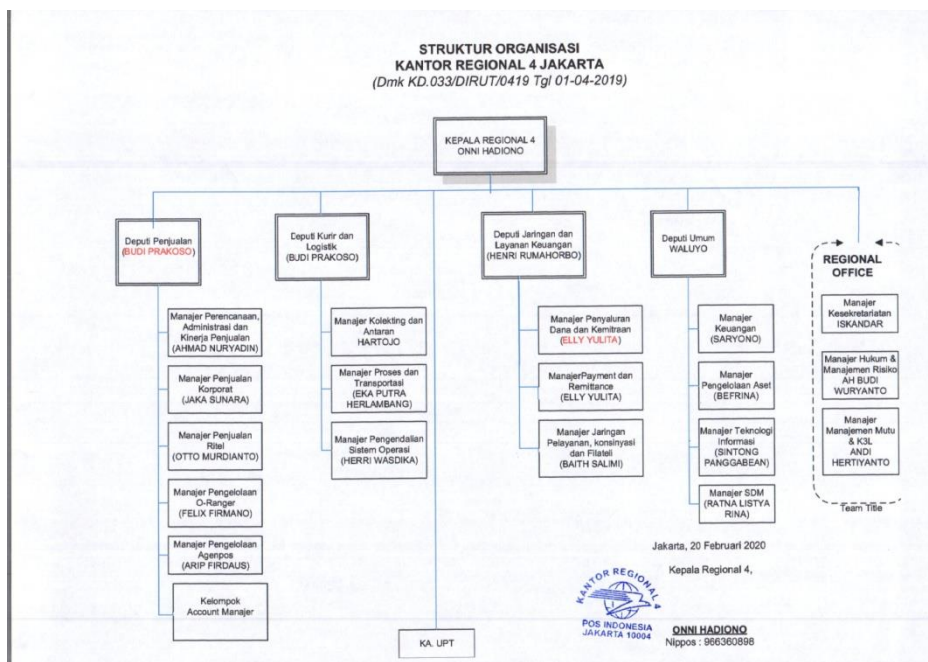 STRUKTUR ORGANISASI
KANTOR REGIONAL 4 JAKARTA
(Dmk KD.033/DIRUT/0419 Tgl 01-04-2019)
KEPALA REGIONAL 4
ONNI HADIONO
Deputi Penjualan
(BUDI PRAKOSO)
Manajer Perencanaan,
Administrasi dan
Kinerja Penjualan
(AHMAD NURYADIN)
Manajer Penjualan
Korporat
(JAKA SUNARA)
Manajer Penjualan
Ritel
(OTTO MURDIANTO)
Manajer Pengelolaan
O-Ranger
(FELIX FIRMANO)
Manajer Pengelolaan
Agenpos
(ARIP FIRDAUS)
Kelompok
Account Manajer
Deputi Kurir dan
Logistik
(BUDI PRAKOSO)
Manajer Kolekting dan
Antaran
HARTOJO
Manajer Proses dan
Transportasi
(EKA PUTRA
HERLAMBANG)
Manajer Pengendalian
Sistem Operasi
(HERRI WASDIKA)
KA. UPT
Deputi Jaringan dan
Layanan Keuangan
(HENRI RUMAHORBO)
Manajer Penyaluran
Dana dan Kemitraan
(ELLY YULITA)
ManajerPayment dan
Remittance
(ELLY YULITA)
Manajer Jaringan
Pelayanan, konsinyasi
dan Filateli
(BAITH SALIMI)
Deputi Umum
WALUYO
Manajer
Keuangan
(SARYONO)
Manajer
Pengelolaan Aset
(BEFRINA)
Manajer Teknologi
Informasi
(SINTONG
PANGGABEAN)
Manajer SDM
(RATNA LISTYA
RINA)
REGIONAL
OFFICE
Manajer
Kesekretariatan
ISKANDAR
Manajer Hukum &
Manajemen Risiko
AH BUDI
WURYANTO
Manajer
Manajemen Mutu
& K3L
ANDI
HERTIYANTO
Team Title
Jakarta, 20 Februari 2020
Kepala Regional 4,
KANTOR REGIONAL 4
POS INDONESIA
JAKARTA 10004
ONNI HADIONO
Nippos : 966360898